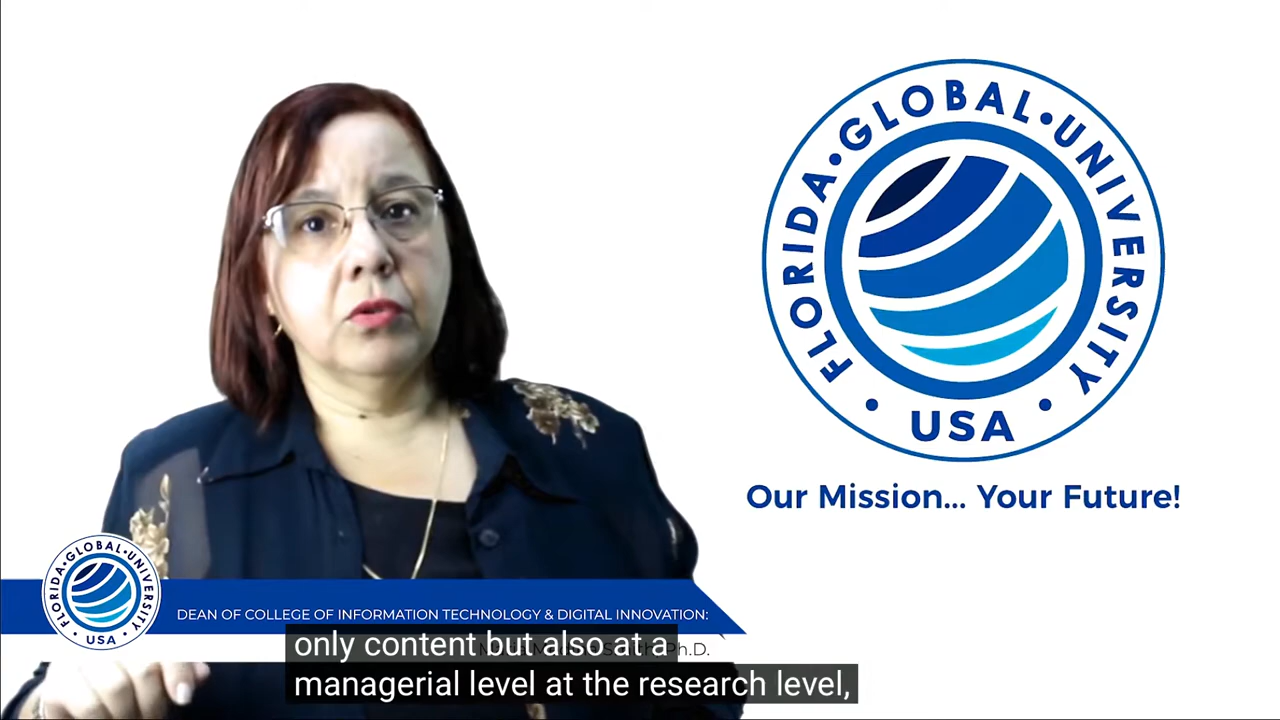 FLORIDA•GLOBAL•UNIVERSITY
• USA •
Our Mission... Your Future!
FLORIDA•GLOBAL•UNIVERSITY
• USA •
DEAN OF COLLEGE OF INFORMATION TECHNOLOGY & DIGITAL INNOVATION:
Ph.D.
only content but also at a
managerial level at the research level,